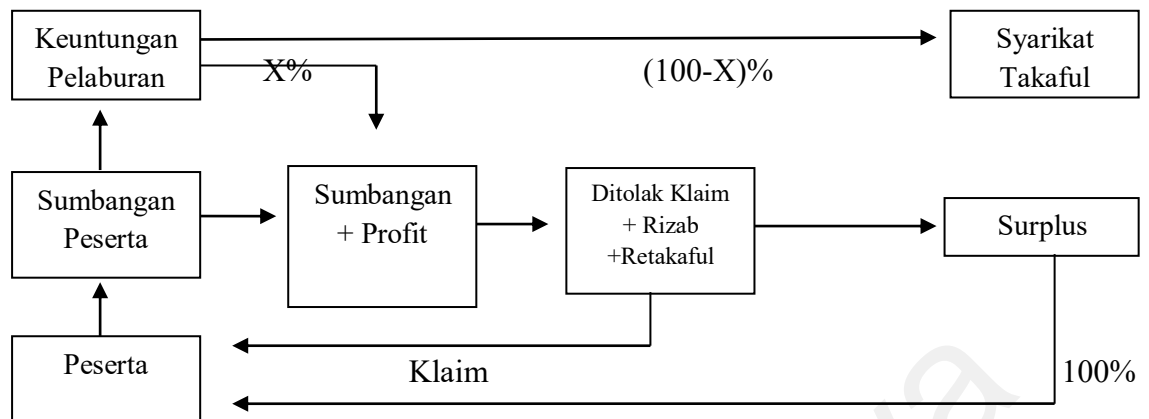 Keuntungan
Pelaburan
X%
(100-X)%
Syarikat
Takaful
Sumbangan
Peserta
Sumbangan
+ Profit
Ditolak Klaim
+ Rizab
+Retakaful
Surplus
Peserta
Klaim
100%